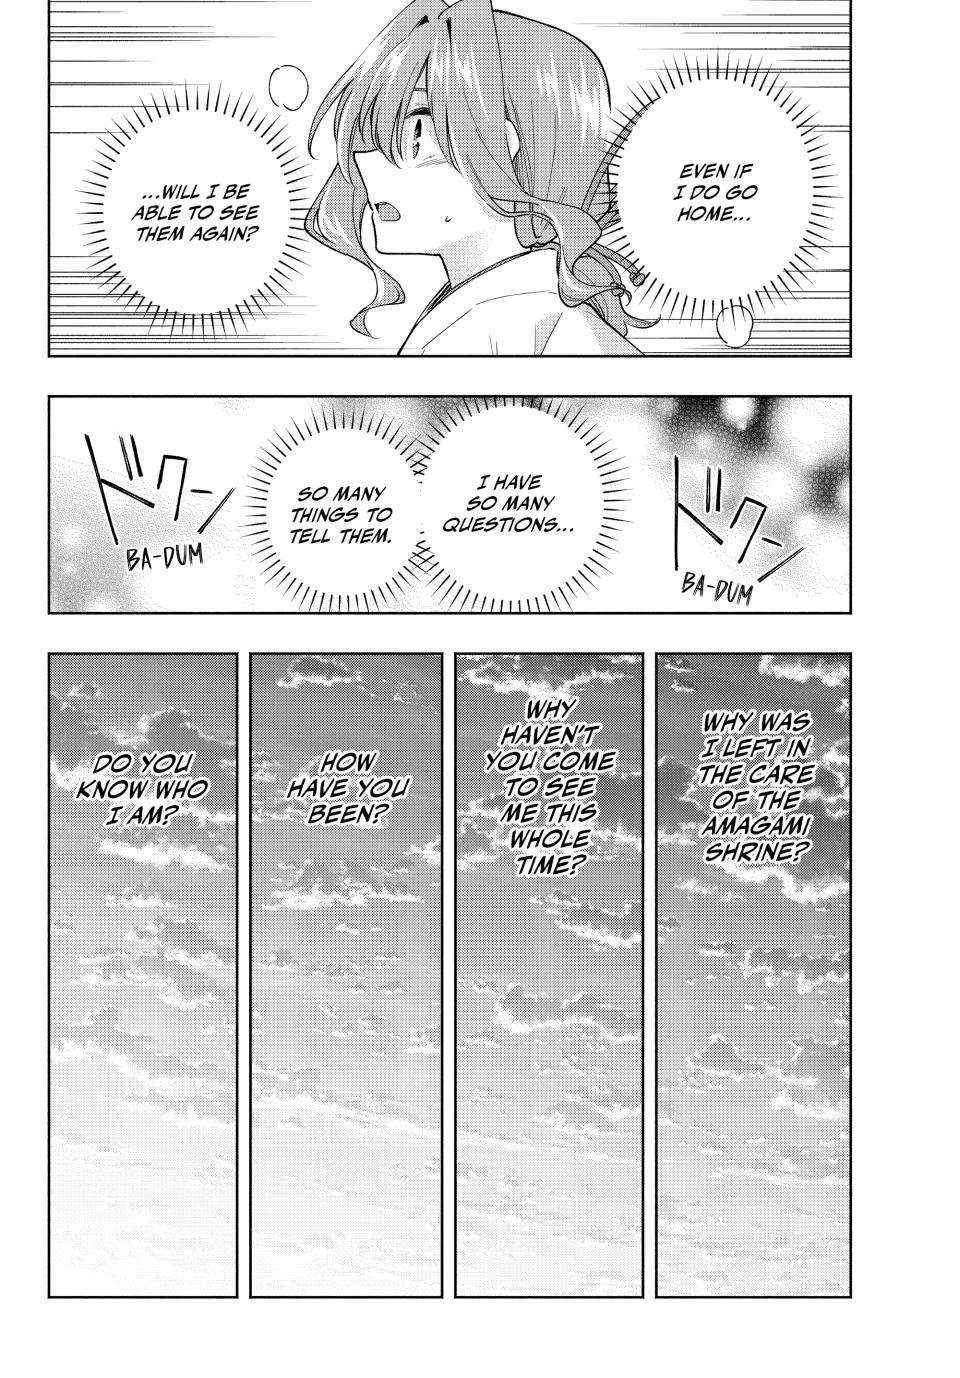 EVEN IF
I DO GO
HOME...
...WILL I BE
ABLE TO SEE
THEM AGAIN?
ドクン
BA-DUM
I HAVE
SO MANY
QUESTIONS...
SO MANY
THINGS TO
TELL THEM.
ドクン
BA-DUM
WHY WAS
I LEFT IN
THE CARE
OF THE
AMAGAMI
SHRINE?
WHY
HAVEN'T
YOU COME
TO SEE
ME THIS
WHOLE
TIME?
HOW
HAVE YOU
BEEN?
DO YOU
KNOW WHO
I AM?